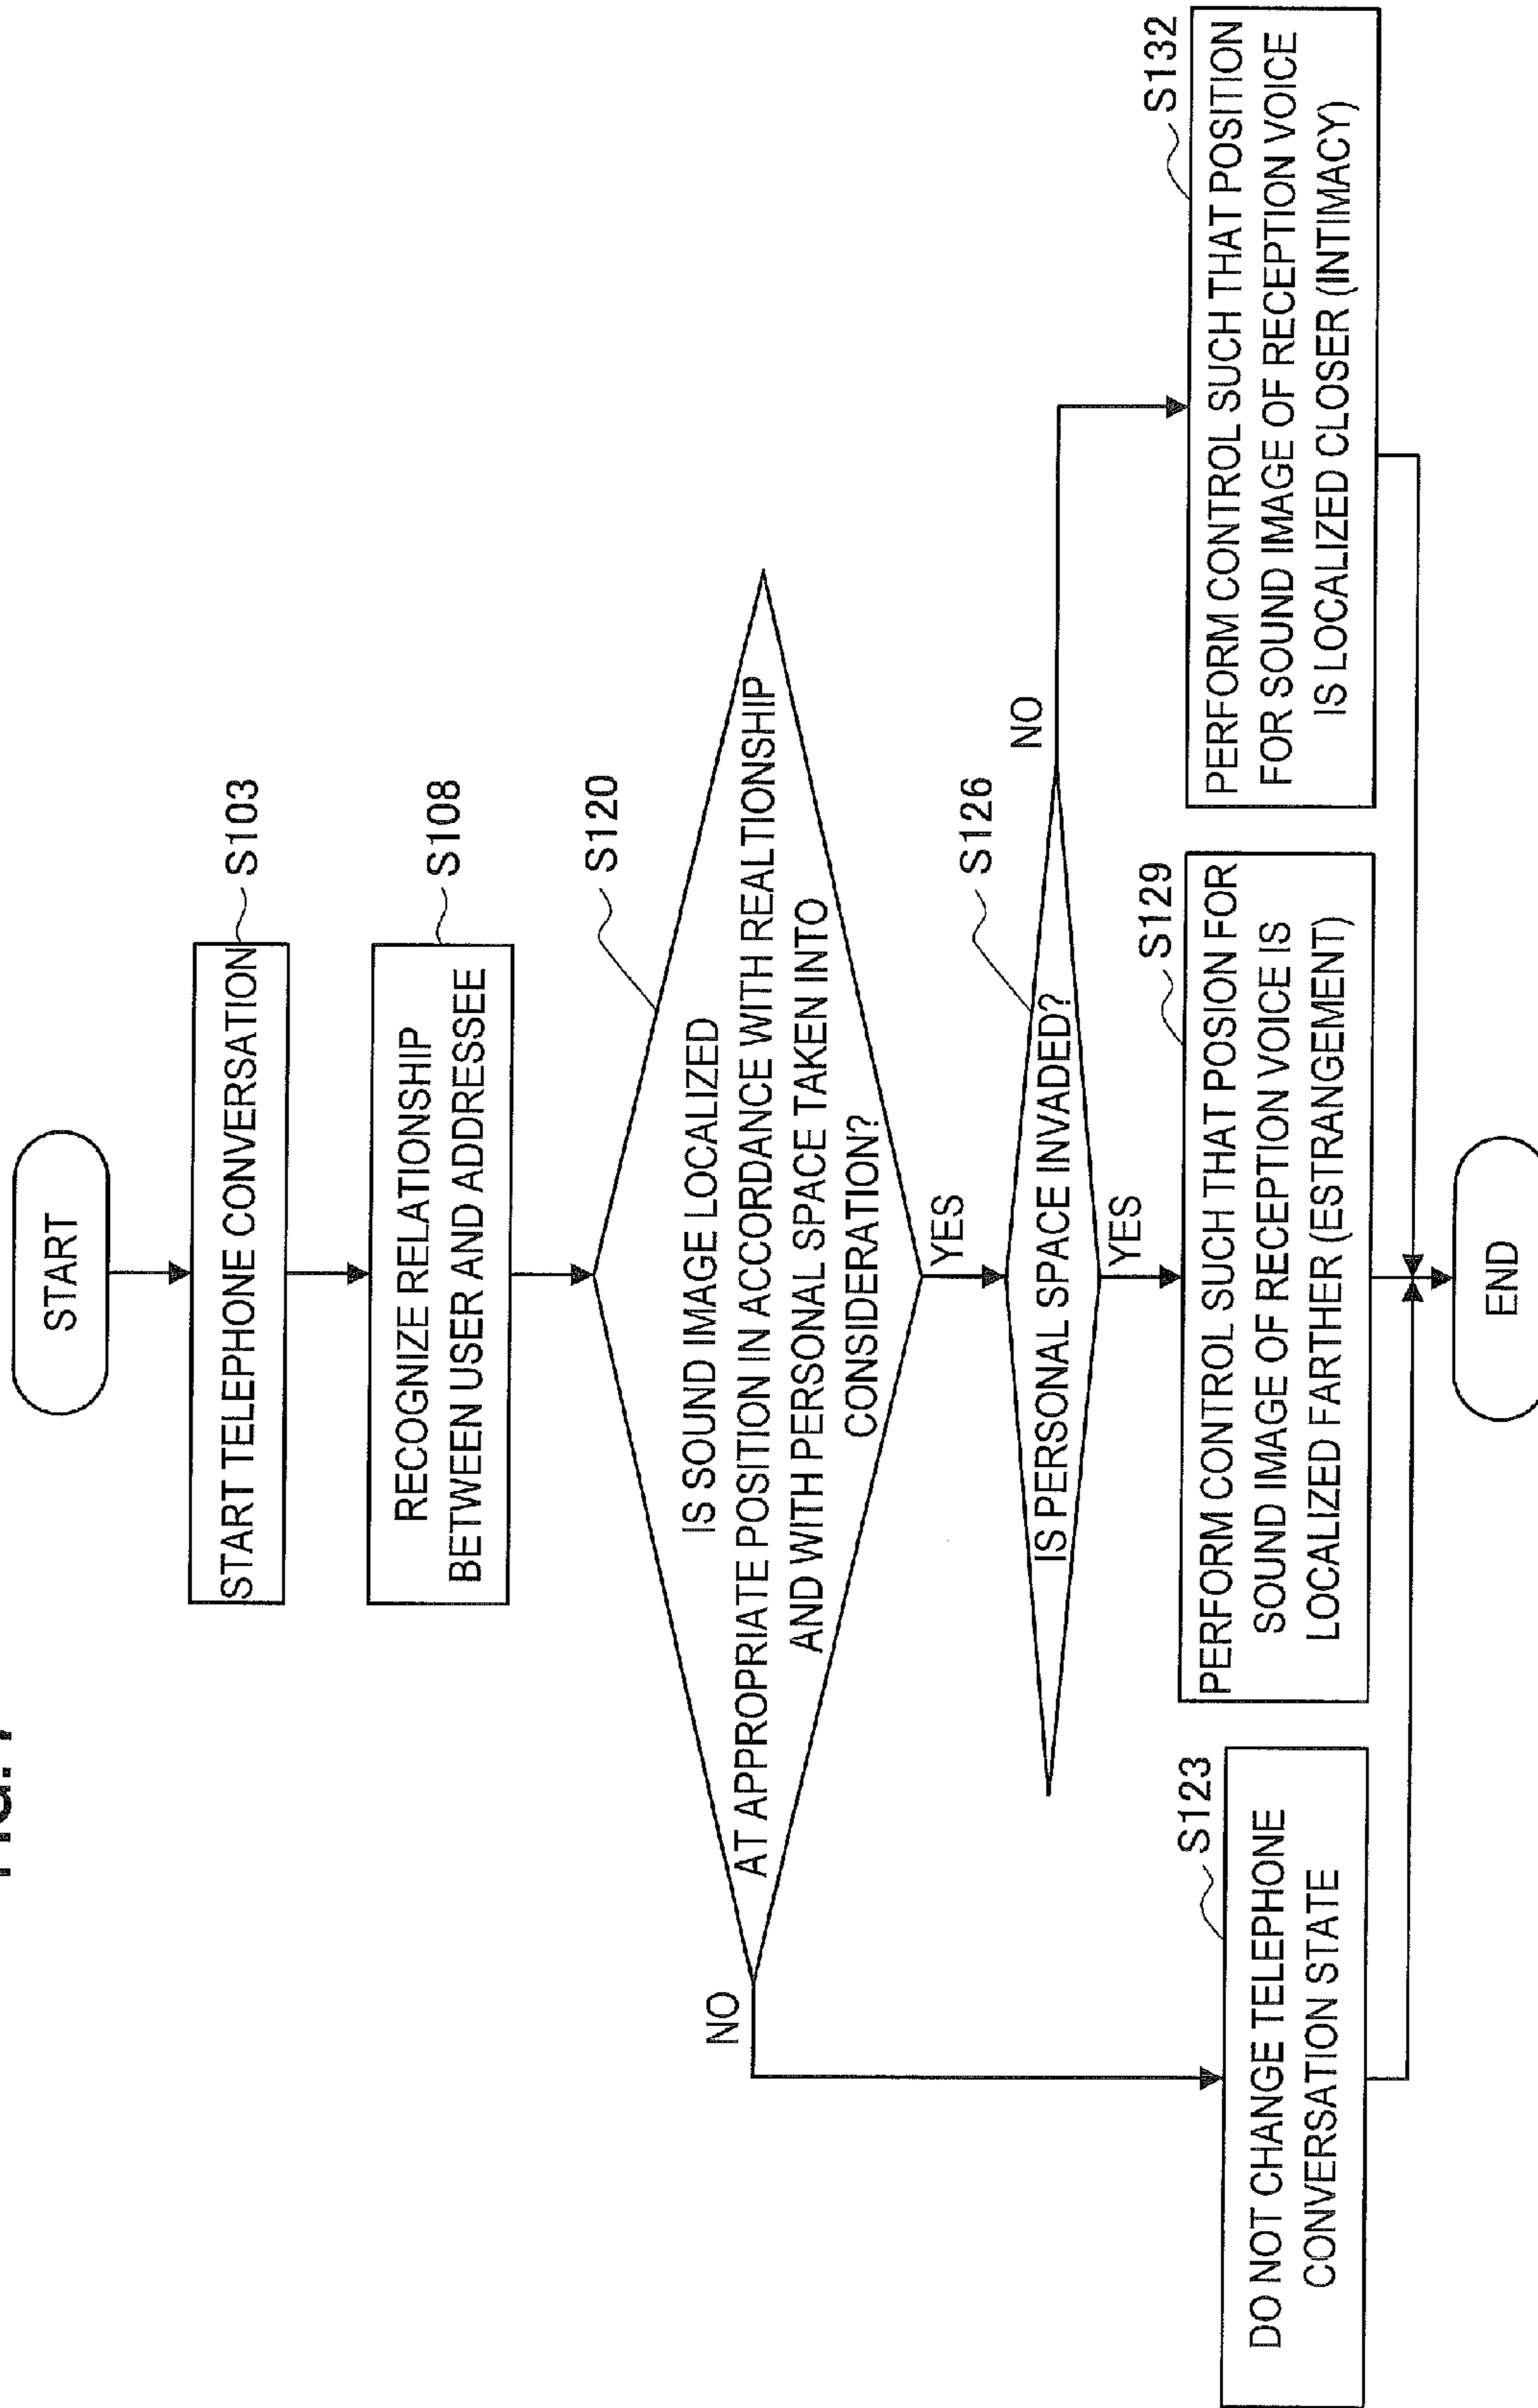 START
START TELEPHONE CONVERSATION
S103
RECOGNIZE RELATIONSHIP
BETWEEN USER AND ADDRESSEE
S108
IS SOUND IMAGE LOCALIZED
AT APPROPRIATE POSITION IN ACCORDANCE WITH REALTIONSHIP
AND WITH PERSONAL SPACE TAKEN INTO
CONSIDERATION?
S120
NO
YES
IS PERSONAL SPACE INVADED?
S126
NO
YES
DO NOT CHANGE TELEPHONE
CONVERSATION STATE
S123
PERFORM CONTROL SUCH THAT POSION FOR
SOUND IMAGE OF RECEPTION VOICE IS
LOCALIZED FARTHER (ESTRANGEMENT)
S129
PERFORM CONTROL SUCH THAT POSITION
FOR SOUND IMAGE OF RECEPTION VOICE
IS LOCALIZED CLOSER (INTIMACY)
S132
END